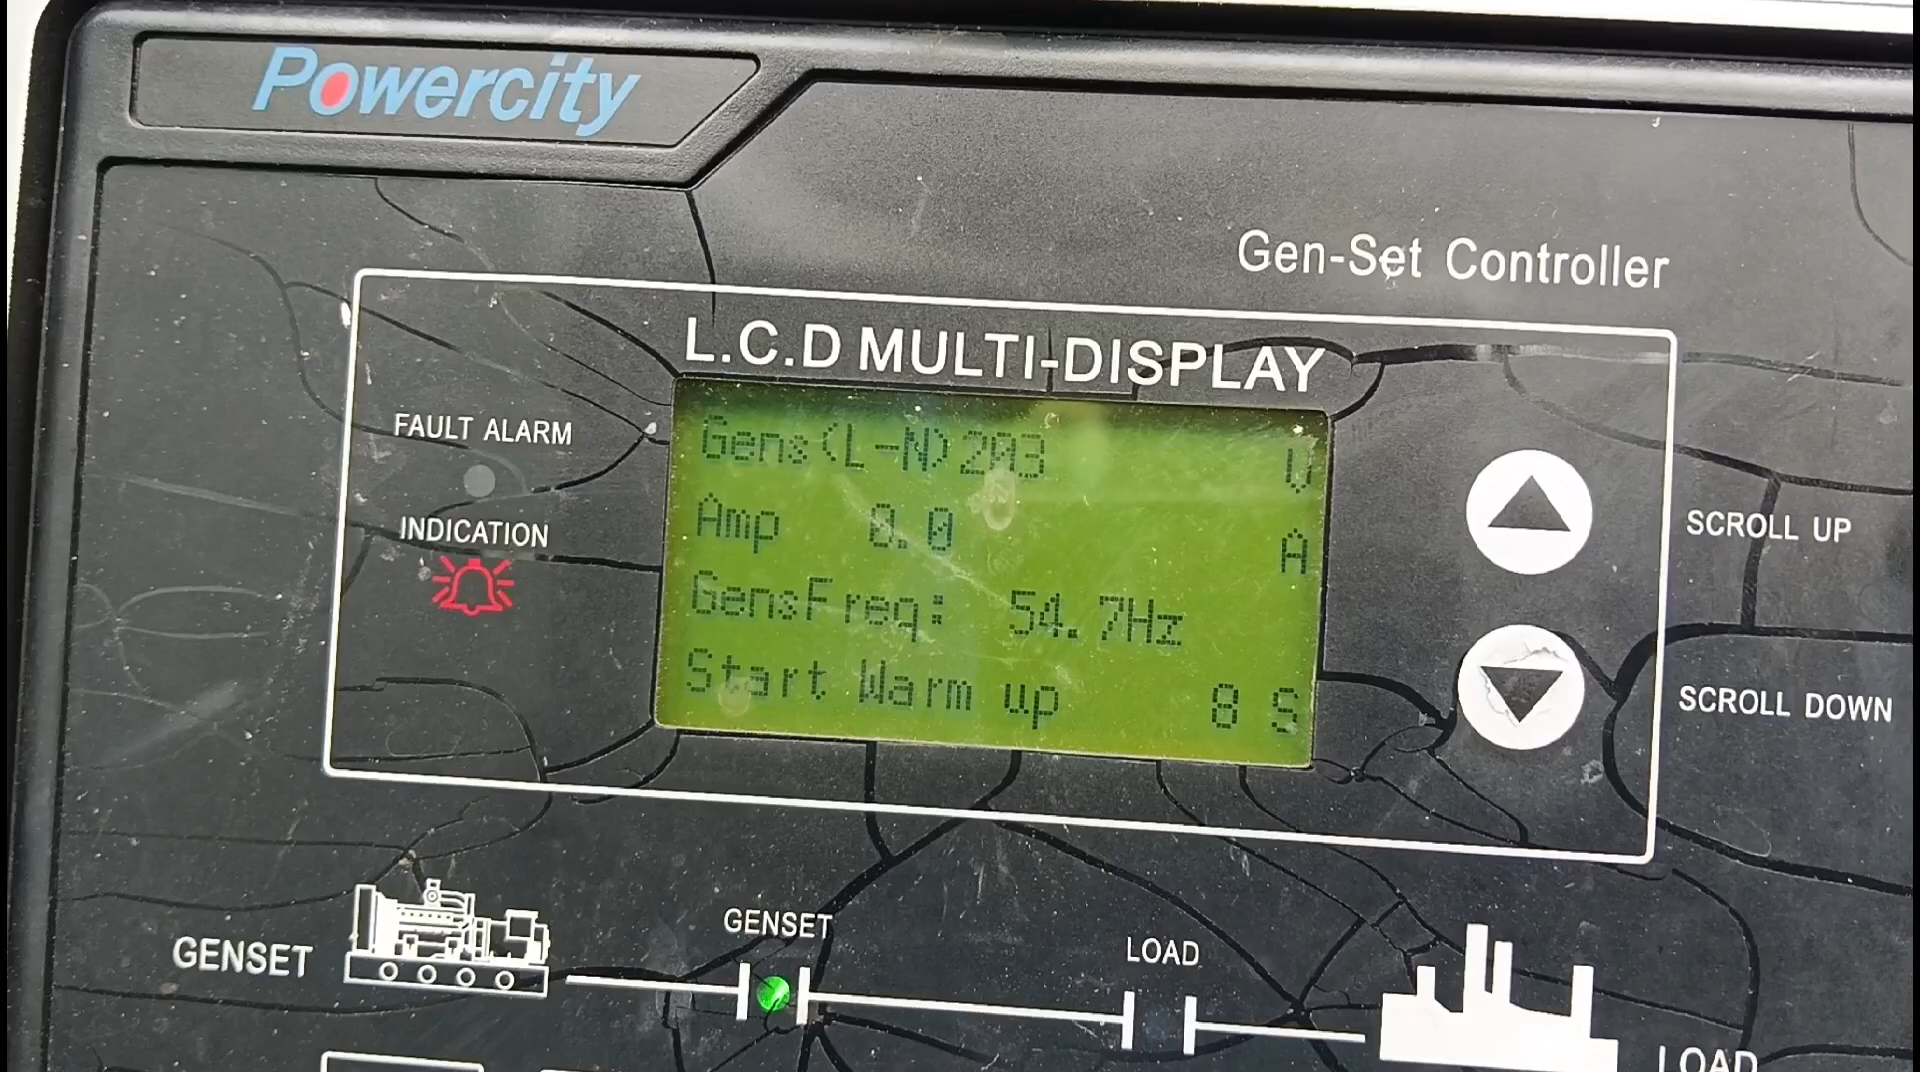 Powercity
Gen-Set Controller
L.C.D MULTI-DISPLAY
FAULT ALARM
INDICATION
Gens(L-N)203 V
Amp 0.0 A
GensFreq: 54.7Hz
Start Warm up 8 S
SCROLL UP
SCROLL DOWN
GENSET
GENSET
LOAD
LOAD